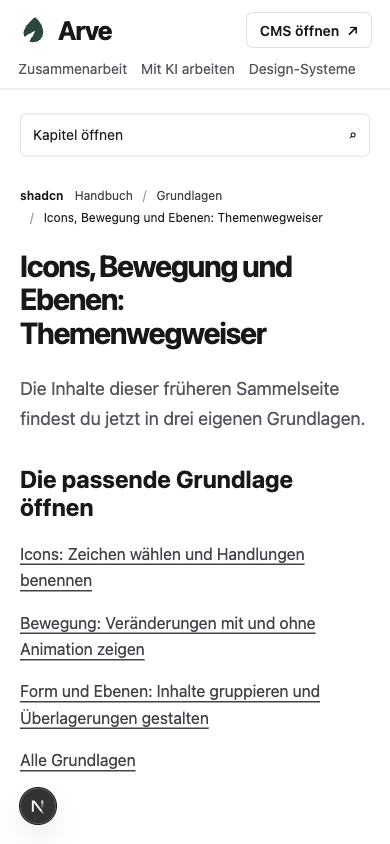 Arve
CMS öffnen
Zusammenarbeit Mit KI arbeiten Design-Systeme
Kapitel öffnen
shadcn Handbuch / Grundlagen
/ Icons, Bewegung und Ebenen: Themenwegweiser
Icons, Bewegung und
Ebenen:
Themenwegweiser
Die Inhalte dieser früheren Sammelseite
findest du jetzt in drei eigenen Grundlagen.
Die passende Grundlage
öffnen
Icons: Zeichen wählen und Handlungen
benennen
Bewegung: Veränderungen mit und ohne
Animation zeigen
Form und Ebenen: Inhalte gruppieren und
Überlagerungen gestalten
Alle Grundlagen
N